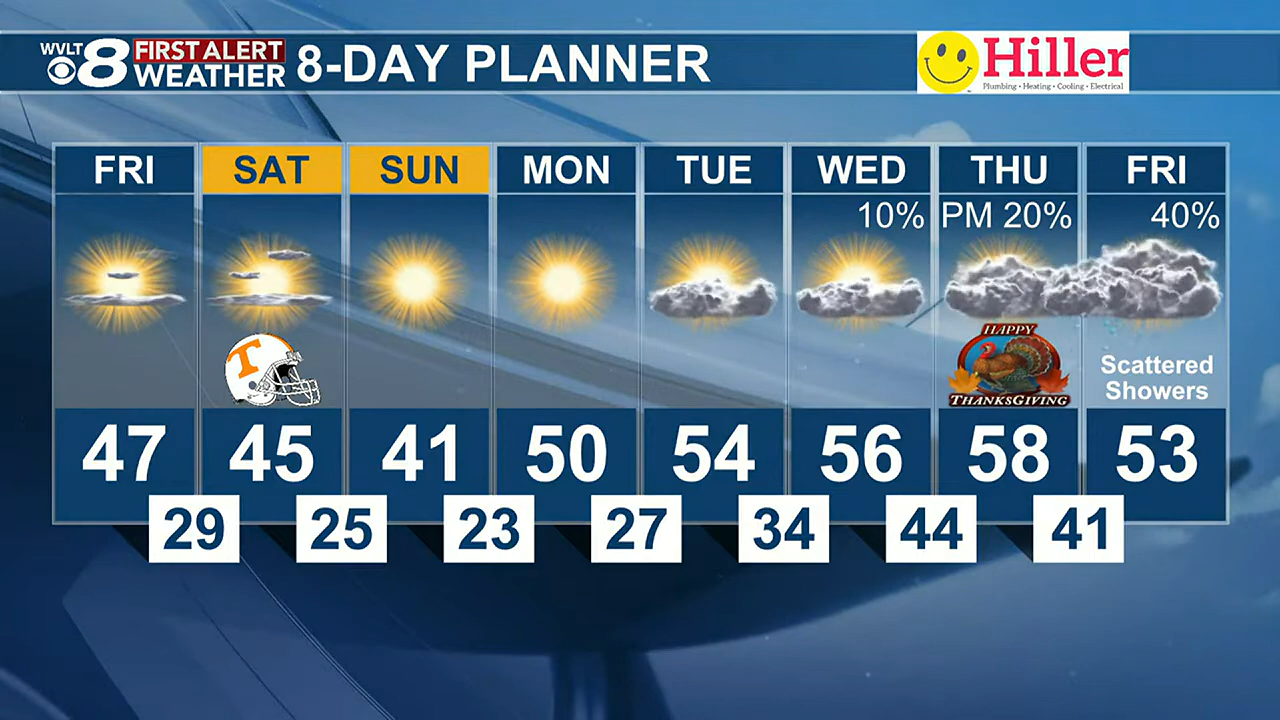 WVLT 8 FIRST ALERT WEATHER
8-DAY PLANNER
Hiller
Plumbing • Heating • Cooling • Electrical
FRI SAT SUN MON TUE WED THU FRI
10% PM 20% 40%
T
HAPPY
THANKSGIVING
Scattered
Showers
47 45 41 50 54 56 58 53
29 25 23 27 34 44 41